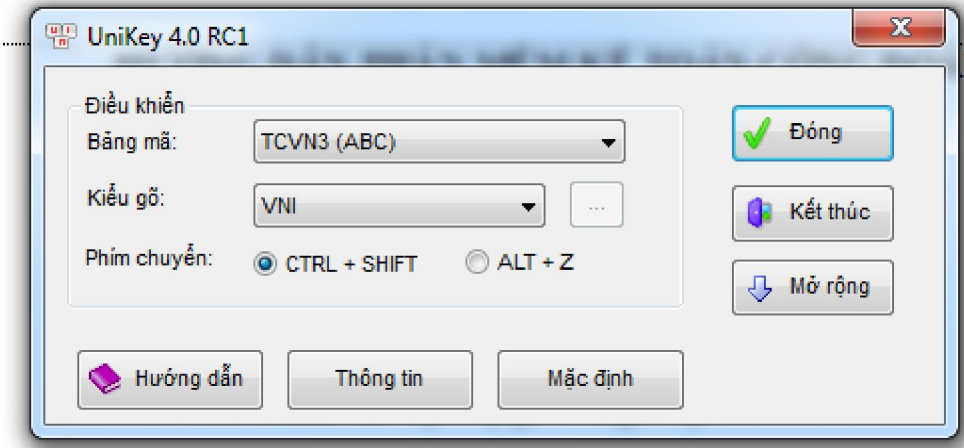 UniKey 4.0 RC1
Điều khiển
Bảng mã:
TCVN3 (ABC)
Đóng
Kiểu gõ:
VNI
...
Kết thúc
Phím chuyển:
CTRL + SHIFT
ALT + Z
Mở rộng
Hướng dẫn
Thông tin
Mặc định